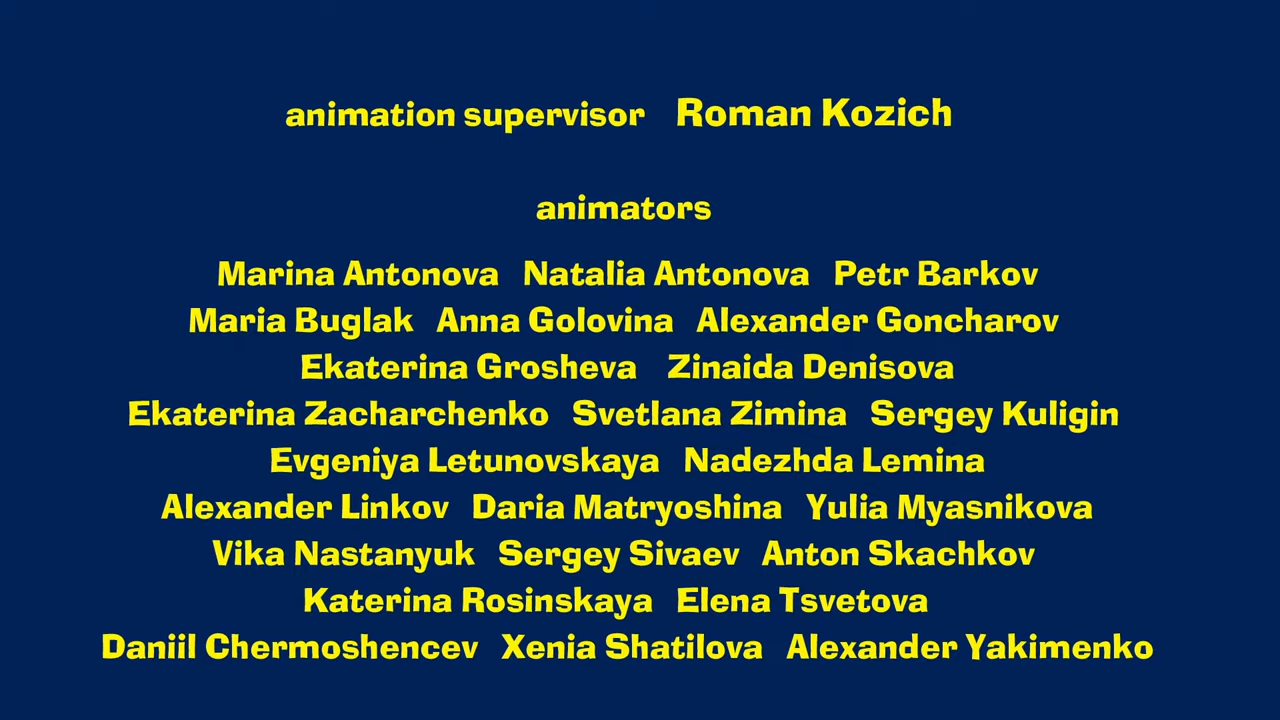 animation supervisor Roman Kozich
animators
Marina Antonova Natalia Antonova Petr Barkov
Maria Buglak Anna Golovina Alexander Goncharov
Ekaterina Grosheva Zinaida Denisova
Ekaterina Zacharchenko Svetlana Zimina Sergey Kuligin
Evgeniya Letunovskaya Nadezhda Lemina
Alexander Linkov Daria Matryoshina Yulia Myasnikova
Vika Nastanyuk Sergey Sivaev Anton Skachkov
Katerina Rosinskaya Elena Tsvetova
Daniil Chermoshencev Xenia Shatilova Alexander Yakimenko